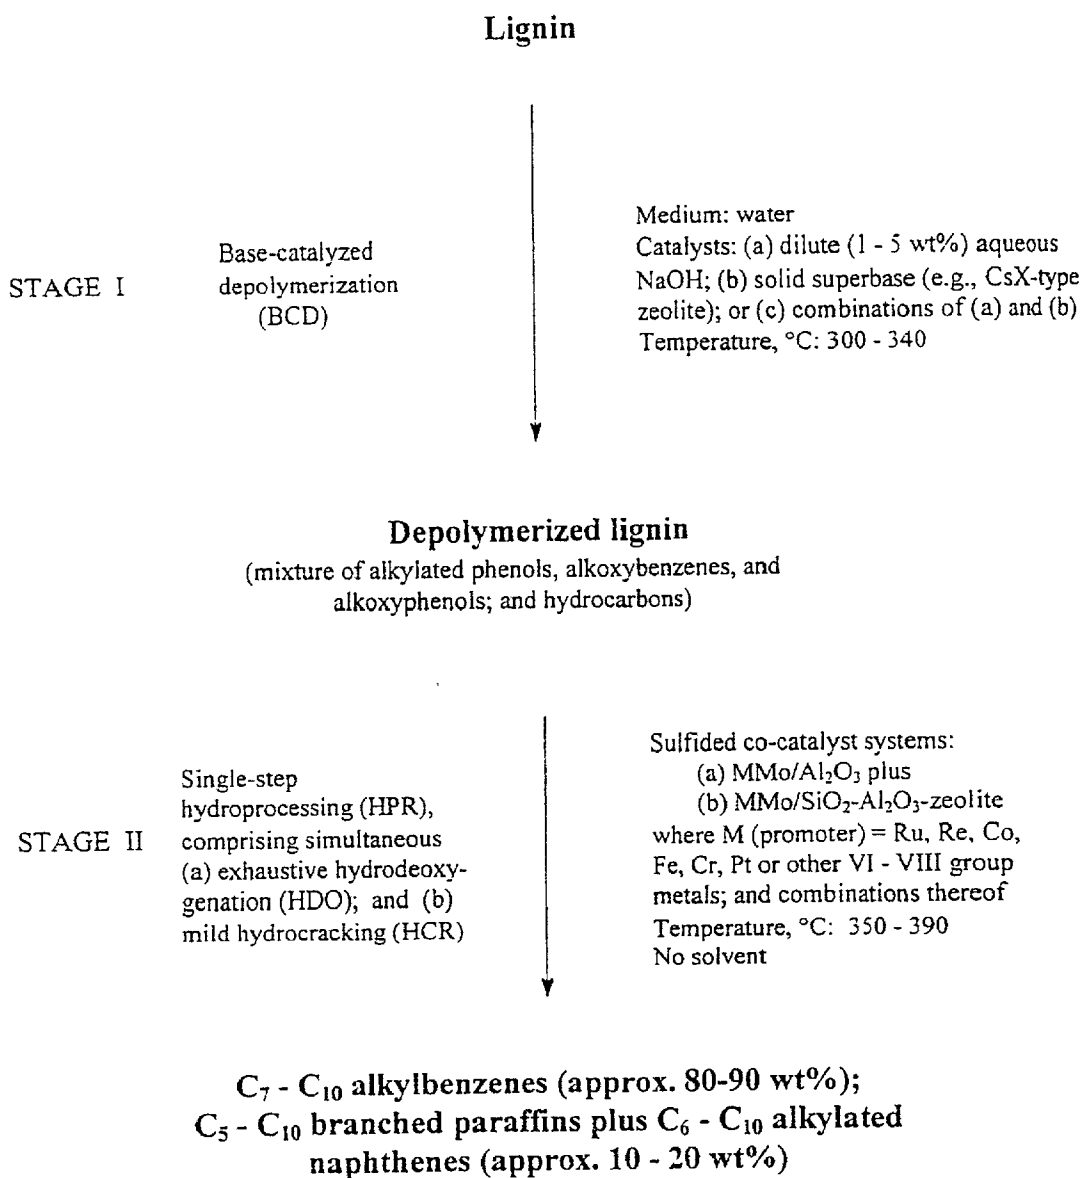 Lignin
STAGE I
Base-catalyzed
depolymerization
(BCD)
Medium: water
Catalysts: (a) dilute (1 - 5 wt%) aqueous
NaOH; (b) solid superbase (e.g., CsX-type
zeolite); or (c) combinations of (a) and (b)
Temperature, °C: 300 - 340
Depolymerized lignin
(mixture of alkylated phenols, alkoxybenzenes, and
alkoxyphenols; and hydrocarbons)
STAGE II
Single-step
hydroprocessing (HPR),
comprising simultaneous
(a) exhaustive hydrodeoxy-
genation (HDO); and (b)
mild hydrocracking (HCR)
Sulfided co-catalyst systems:
(a) MMo/Al₂O₃ plus
(b) MMo/SiO₂-Al₂O₃-zeolite
where M (promoter) = Ru, Re, Co,
Fe, Cr, Pt or other VI - VIII group
metals; and combinations thereof
Temperature, °C: 350 - 390
No solvent
C₇ - C₁₀ alkylbenzenes (approx. 80-90 wt%);
C₅ - C₁₀ branched paraffins plus C₆ - C₁₀ alkylated
naphthenes (approx. 10 - 20 wt%)